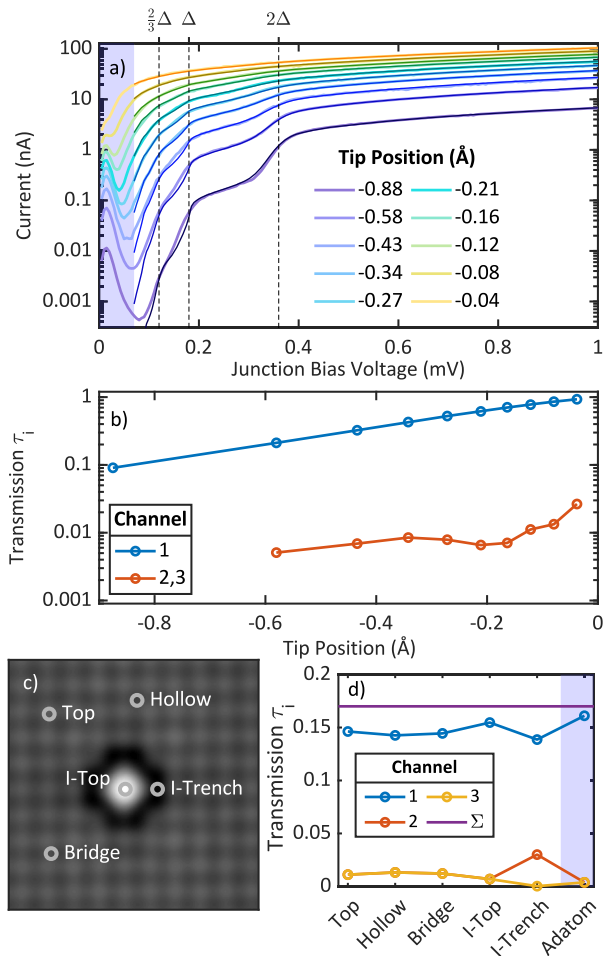 2/3 Δ Δ 2Δ
a)
100
10
1
0.1
0.01
0.001
Current (nA)
Tip Position (Å)
-0.88 -0.21
-0.58 -0.16
-0.43 -0.12
-0.34 -0.08
-0.27 -0.04
0 0.2 0.4 0.6 0.8 1
Junction Bias Voltage (mV)
b)
1
0.1
0.01
0.001
Transmission τi
Channel
1
2,3
-0.8 -0.6 -0.4 -0.2 0
Tip Position (Å)
c)
Hollow
Top
I-Top
I-Trench
Bridge
d)
0.2
0.15
0.1
0.05
0
Transmission τi
Channel
1 3
2 Σ
Top Hollow Bridge I-Top I-Trench Adatom